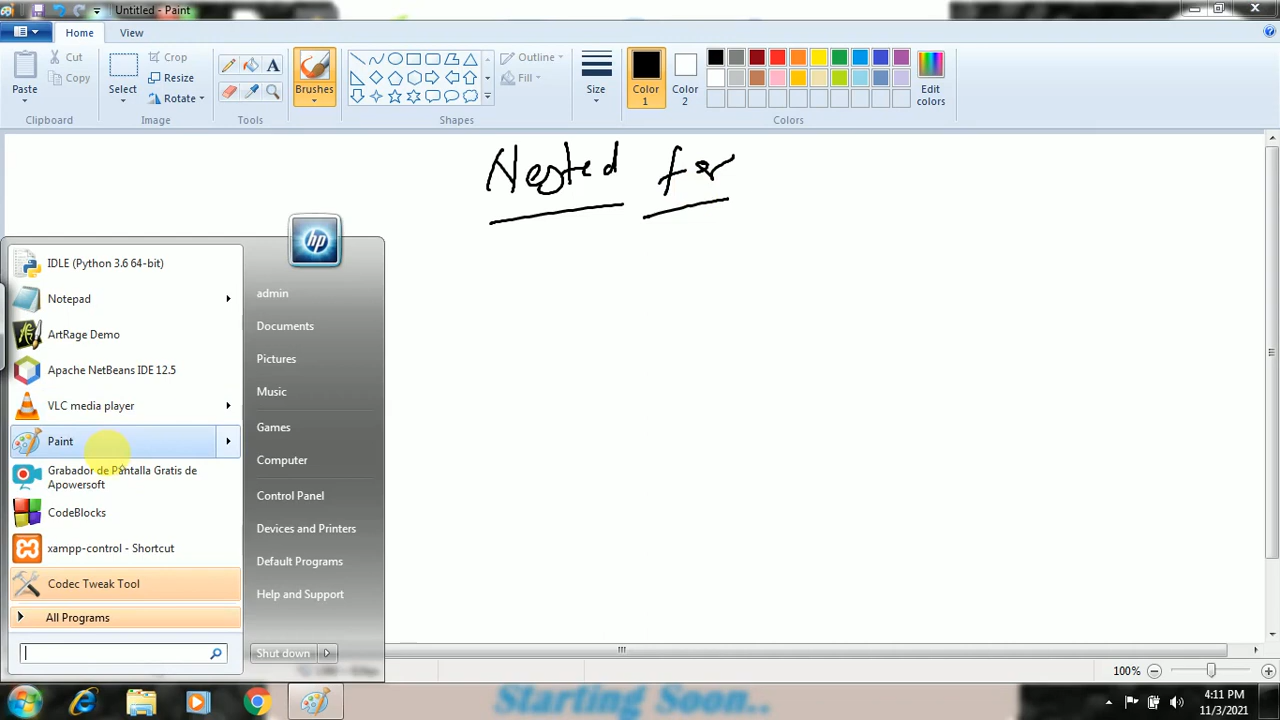 Untitled - Paint
Home View
Paste
Cut
Copy
Clipboard
Select
Crop
Resize
Rotate
Image
A
Tools
Brushes
Outline
Fill
Shapes
Size
Color 1
Color 2
Edit colors
Colors
Nested for
hp
IDLE (Python 3.6 64-bit)
Notepad
ArtRage Demo
Apache NetBeans IDE 12.5
VLC media player
Paint
Grabador de Pantalla Gratis de
Apowersoft
CodeBlocks
xampp-control - Shortcut
Codec Tweak Tool
All Programs
admin
Documents
Pictures
Music
Games
Computer
Control Panel
Devices and Printers
Default Programs
Help and Support
Shut down
100%
Starting Soon..
4:11 PM
11/3/2021